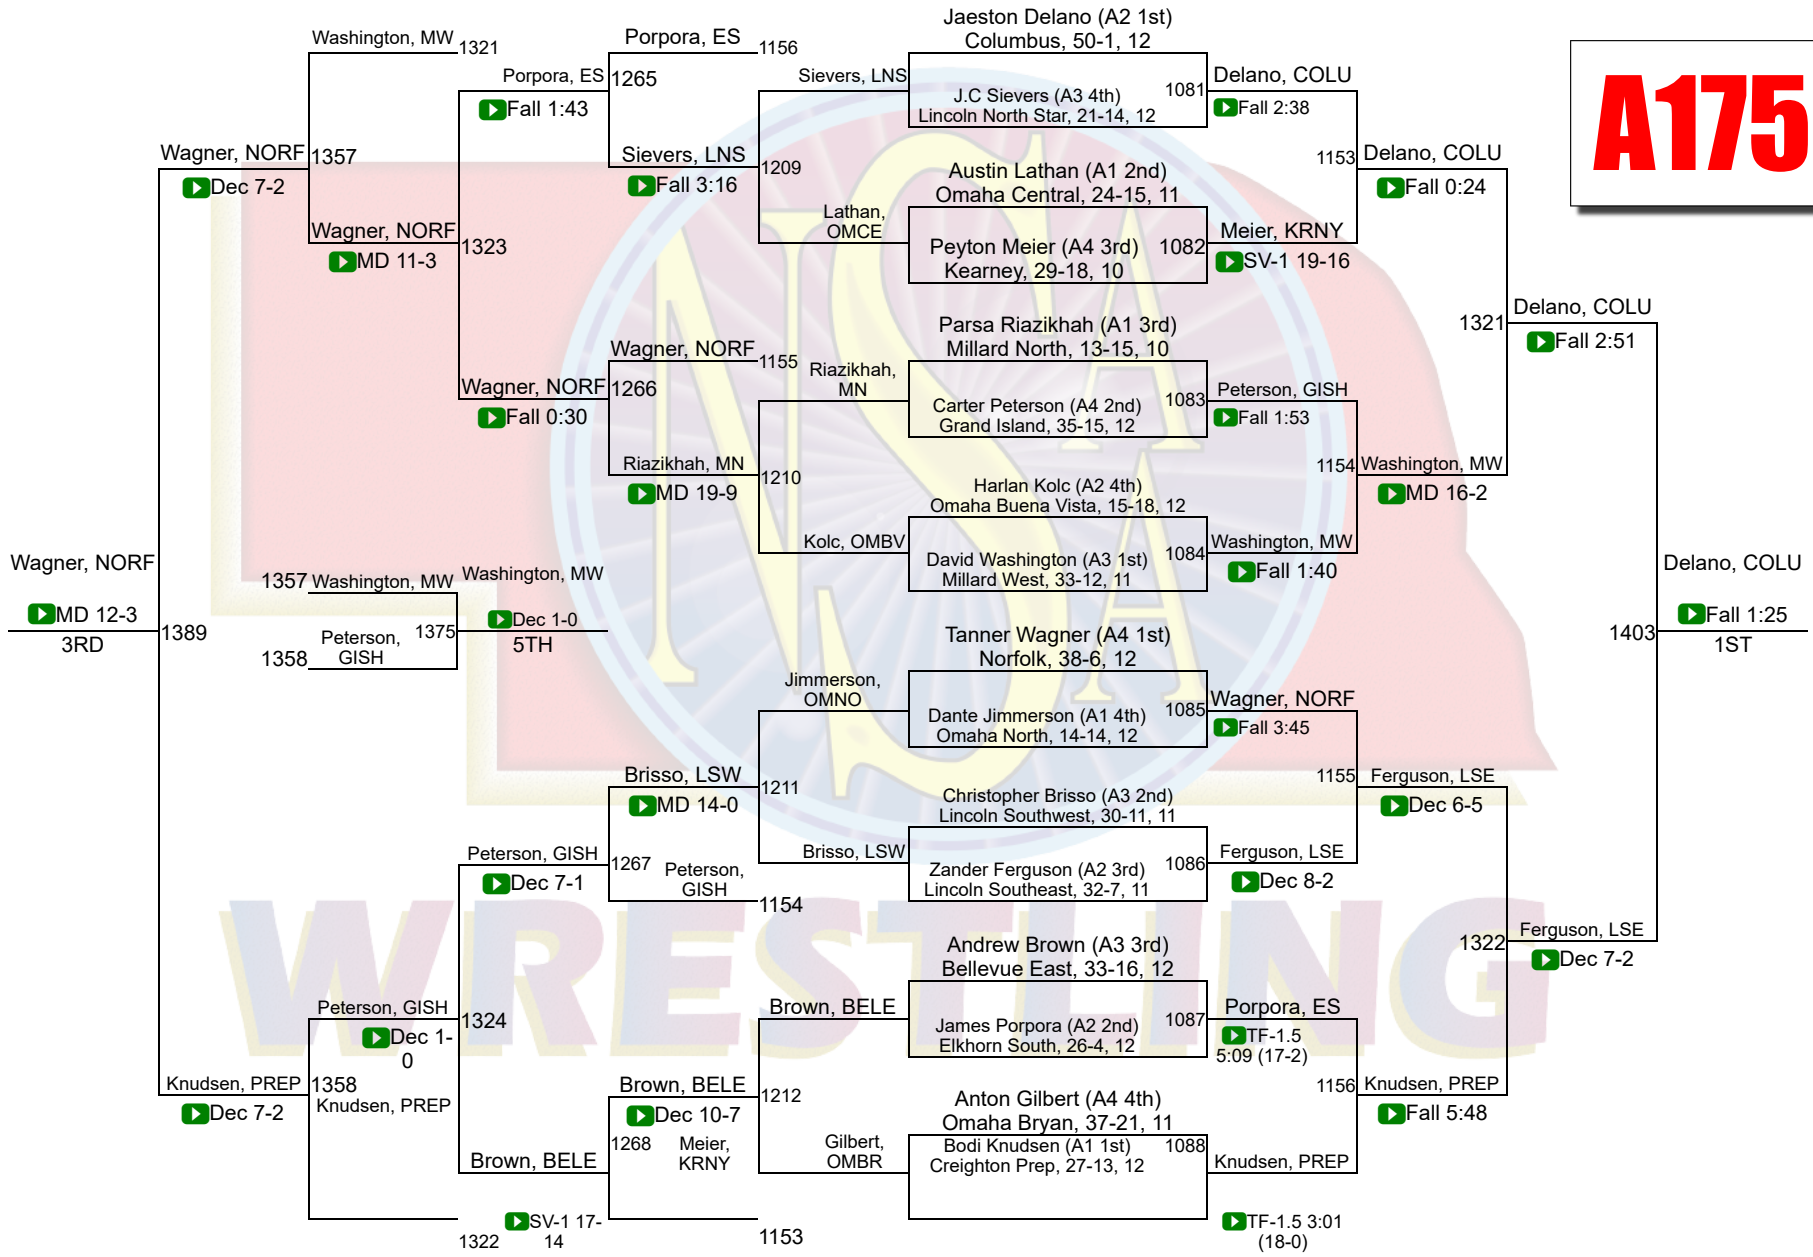 A175
Washington, MW
1321
Wagner, NORF
1357
Dec 7-2
Wagner, NORF
MD 11-3
1323
Porpora, ES
1265
Fall 1:43
Porpora, ES
1156
Sievers, LNS
1209
Fall 3:16
Wagner, NORF
1266
Fall 0:30
Wagner, NORF
1155
Riazikhah, MN
1210
MD 19-9
Wagner, NORF
MD 12-3
3RD
1389
1357
Washington, MW
1358
Peterson,
GISH
1375
Washington, MW
Dec 1-0
5TH
Brisso, LSW
1211
MD 14-0
Peterson, GISH
1267
Dec 7-1
Peterson,
GISH
1154
Peterson, GISH
1324
Dec 1-
0
Knudsen, PREP
1358
Dec 7-2
Knudsen, PREP
1322
Brown, BELE
1268
SV-1 17-
14
Brown, BELE
1212
Dec 10-7
Meier,
KRNY
1153
Sievers, LNS
Lathan,
OMCE
Riazikhah,
MN
Kolc, OMBV
Jimmerson,
OMNO
Brisso, LSW
Brown, BELE
Gilbert,
OMBR
Jaeston Delano (A2 1st)
Columbus, 50-1, 12
J.C Sievers (A3 4th)
Lincoln North Star, 21-14, 12
1081
Delano, COLU
Fall 2:38
Austin Lathan (A1 2nd)
Omaha Central, 24-15, 11
Peyton Meier (A4 3rd)
Kearney, 29-18, 10
1082
Meier, KRNY
SV-1 19-16
Parsa Riazikhah (A1 3rd)
Millard North, 13-15, 10
Carter Peterson (A4 2nd)
Grand Island, 35-15, 12
1083
Peterson, GISH
Fall 1:53
Harlan Kolc (A2 4th)
Omaha Buena Vista, 15-18, 12
David Washington (A3 1st)
Millard West, 33-12, 11
1084
Washington, MW
Fall 1:40
Tanner Wagner (A4 1st)
Norfolk, 38-6, 12
Dante Jimmerson (A1 4th)
Omaha North, 14-14, 12
1085
Wagner, NORF
Fall 3:45
Christopher Brisso (A3 2nd)
Lincoln Southwest, 30-11, 11
Zander Ferguson (A2 3rd)
Lincoln Southeast, 32-7, 11
1086
Ferguson, LSE
Dec 8-2
Andrew Brown (A3 3rd)
Bellevue East, 33-16, 12
James Porpora (A2 2nd)
Elkhorn South, 26-4, 12
1087
Porpora, ES
TF-1.5
5:09 (17-2)
Anton Gilbert (A4 4th)
Omaha Bryan, 37-21, 11
Bodi Knudsen (A1 1st)
Creighton Prep, 27-13, 12
1088
Knudsen, PREP
TF-1.5 3:01
(18-0)
1153
Delano, COLU
Fall 0:24
1154
Washington, MW
MD 16-2
1155
Ferguson, LSE
Dec 6-5
1156
Knudsen, PREP
Fall 5:48
1321
Delano, COLU
Fall 2:51
1322
Ferguson, LSE
Dec 7-2
1403
Delano, COLU
Fall 1:25
1ST
NSAA
WRESTLING